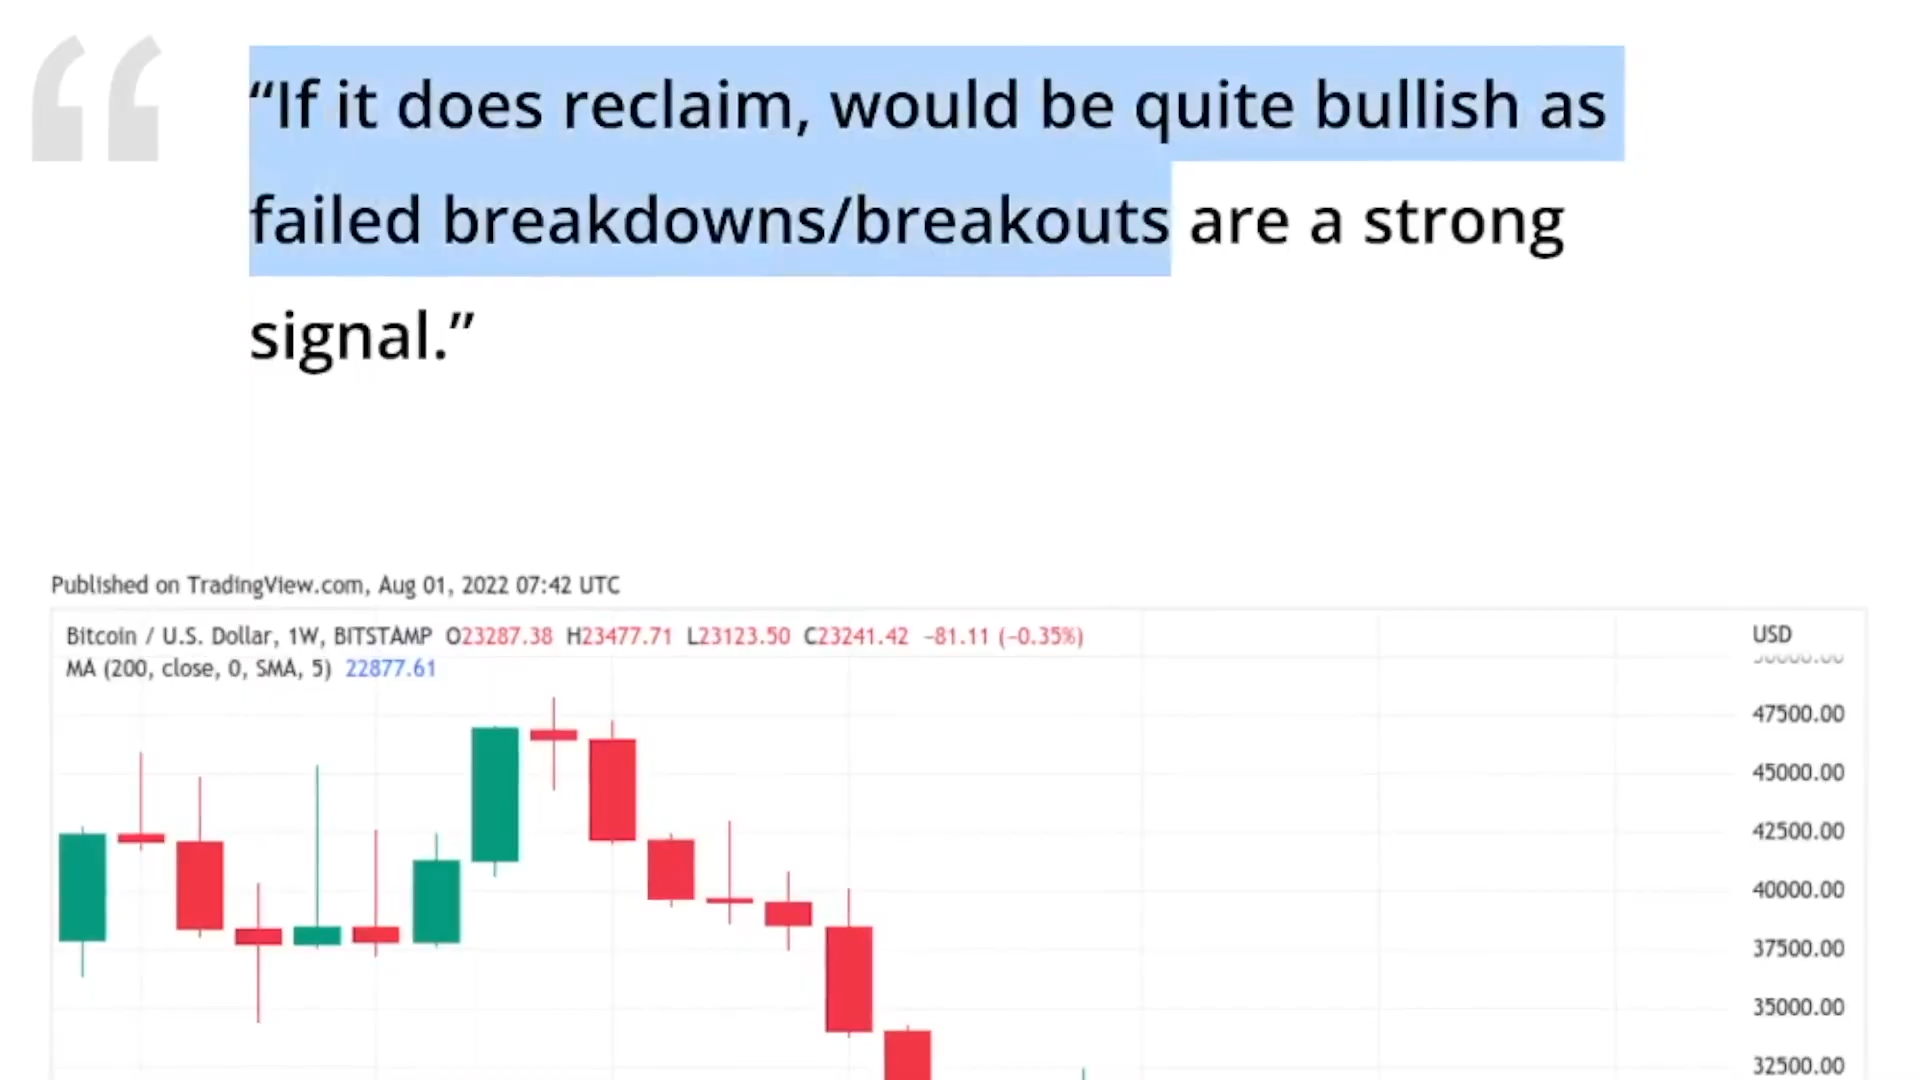 “If it does reclaim, would be quite bullish as
failed breakdowns/breakouts are a strong
signal.”
Published on TradingView.com, Aug 01, 2022 07:42 UTC
Bitcoin / U.S. Dollar, 1W, BITSTAMP O23287.38 H23477.71 L23123.50 C23241.42 −81.11 (−0.35%)
MA (200, close, 0, SMA, 5) 22877.61
USD
47500.00
45000.00
42500.00
40000.00
37500.00
35000.00
32500.00